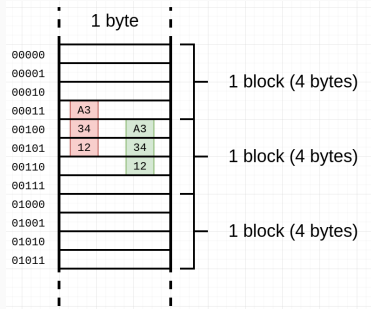 1 byte
00000
00001
00010
00011 A3
00100 34 A3
00101 12 34
00110 12
00111
01000
01001
01010
01011
1 block (4 bytes)
1 block (4 bytes)
1 block (4 bytes)